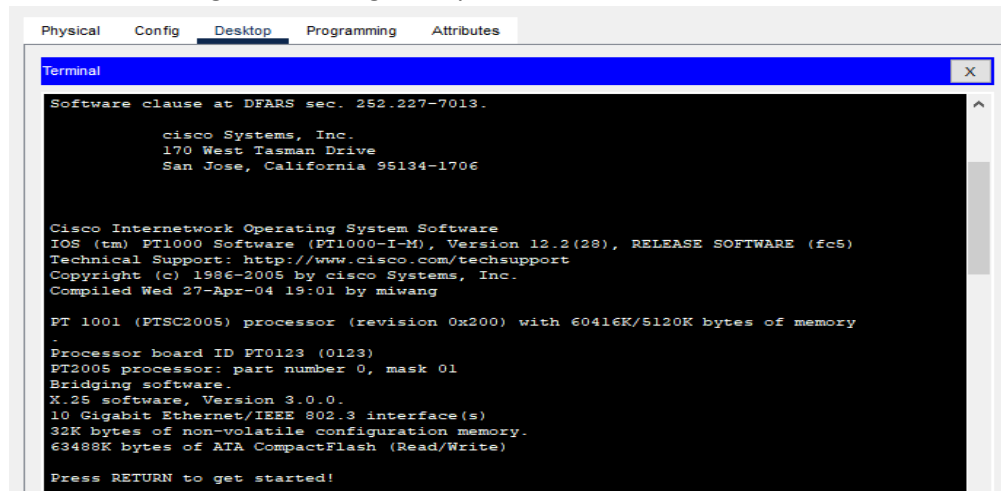 Physical Config Desktop Programming Attributes
Terminal X
Software clause at DFARS sec. 252.227-7013.
cisco Systems, Inc.
170 West Tasman Drive
San Jose, California 95134-1706
Cisco Internetwork Operating System Software
IOS (tm) PT1000 Software (PT1000-I-M), Version 12.2(28), RELEASE SOFTWARE (fc5)
Technical Support: http://www.cisco.com/techsupport
Copyright (c) 1986-2005 by cisco Systems, Inc.
Compiled Wed 27-Apr-04 19:01 by miwang
PT 1001 (PTSC2005) processor (revision 0x200) with 60416K/5120K bytes of memory
.
Processor board ID PT0123 (0123)
PT2005 processor: part number 0, mask 01
Bridging software.
X.25 software, Version 3.0.0.
10 Gigabit Ethernet/IEEE 802.3 interface(s)
32K bytes of non-volatile configuration memory.
63488K bytes of ATA CompactFlash (Read/Write)
Press RETURN to get started!